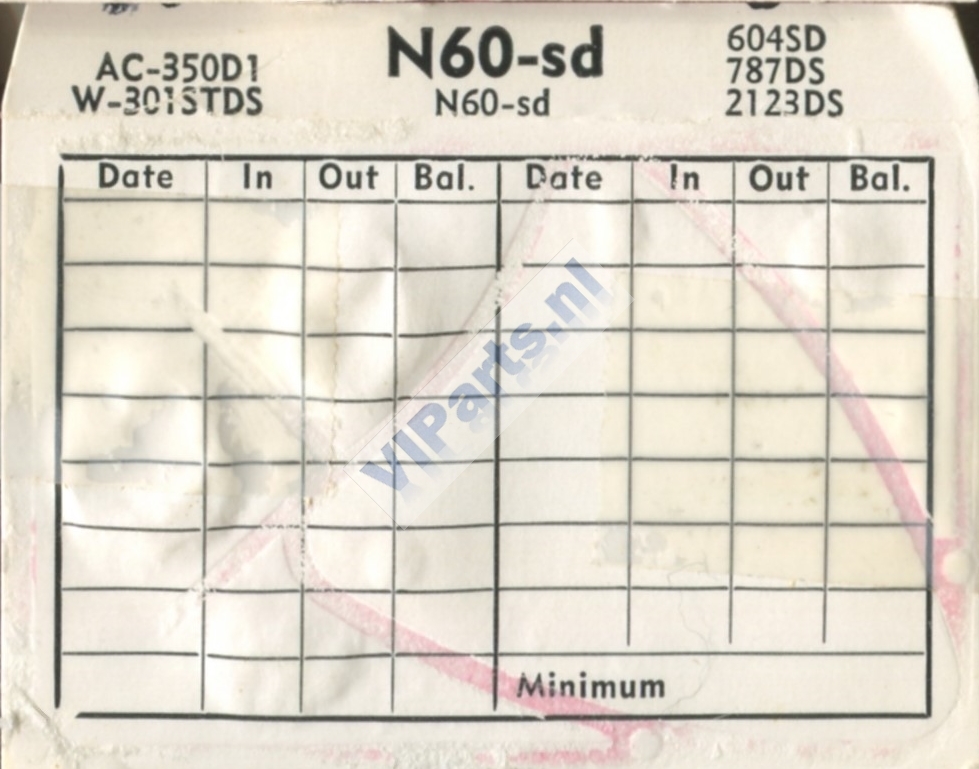 N60-sd
AC-350D1
W-301STDS
N60-sd
604SD
787DS
2123DS
Date In Out Bal. Date In Out Bal.
VIParts.nl
Minimum